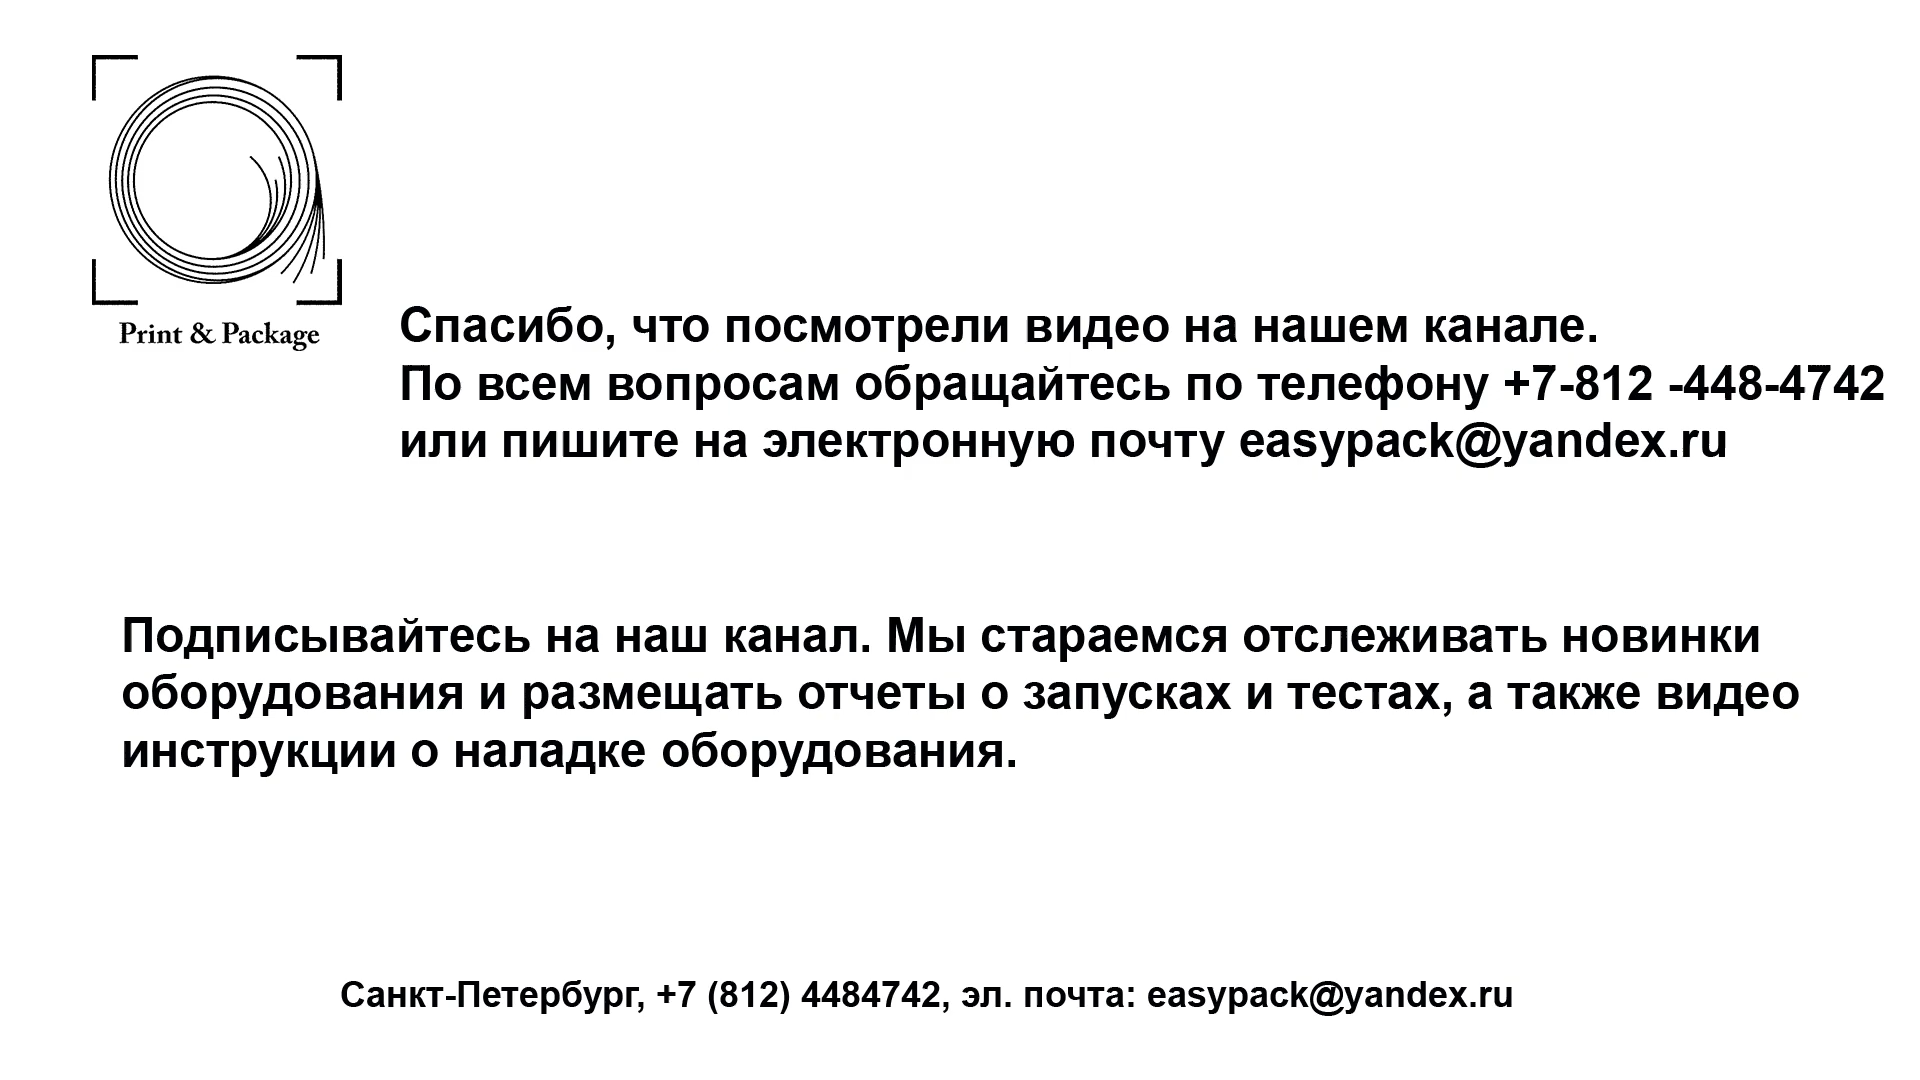 Print & Package
Спасибо, что посмотрели видео на нашем канале.
По всем вопросам обращайтесь по телефону +7-812 -448-4742
или пишите на электронную почту easypack@yandex.ru
Подписывайтесь на наш канал. Мы стараемся отслеживать новинки
оборудования и размещать отчеты о запусках и тестах, а также видео
инструкции о наладке оборудования.
Санкт-Петербург, +7 (812) 4484742, эл. почта: easypack@yandex.ru